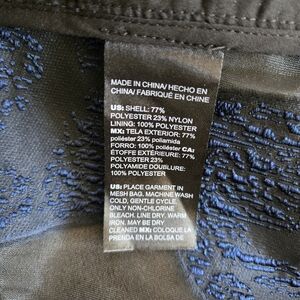 MADE IN CHINA/ HECHO EN
CHINA/ FABRIQUÉ EN CHINE
US: SHELL: 77%
POLYESTER 23% NYLON
LINING: 100% POLYESTER
MX: TELA EXTERIOR: 77%
poliéster 23% poliamida
FORRO: 100% poliéster CA:
ÉTOFFE EXTÉRIEURE: 77%
POLYESTER 23%
POLYAMIDE DOUBLURE:
100% POLYESTER
US: PLACE GARMENT IN
MESH BAG, MACHINE WASH
COLD, GENTLE CYCLE.
ONLY NON-CHLORINE
BLEACH. LINE DRY. WARM
IRON. MAY BE DRY
CLEANED MX: COLOQUE LA
PRENDA EN LA BOLSA DE